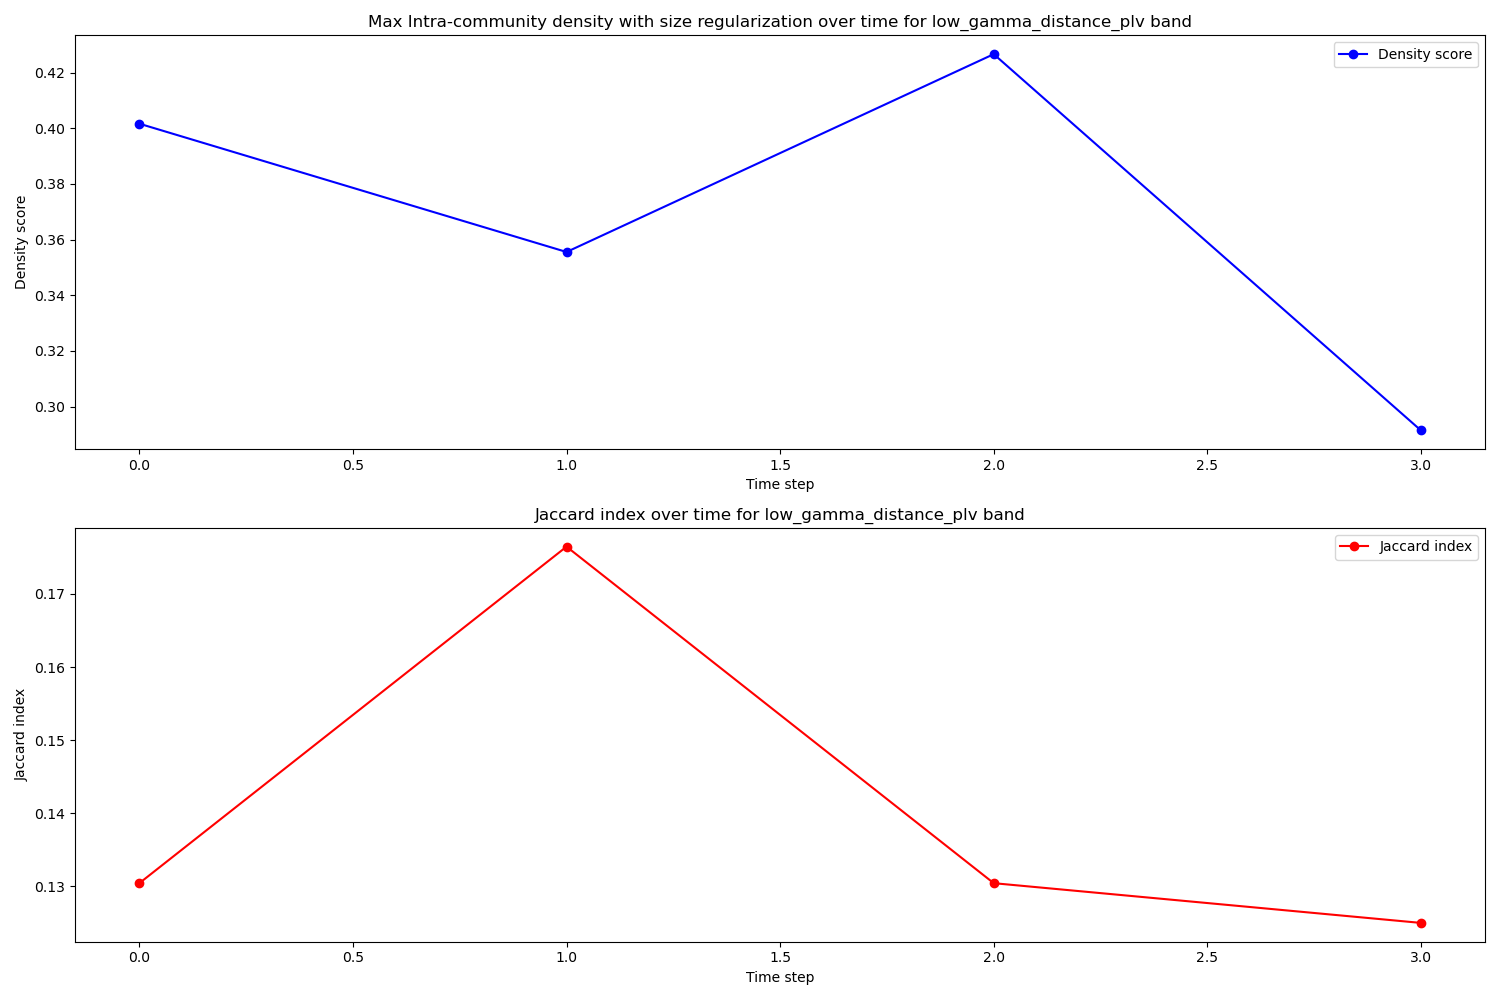 Max Intra-community density with size regularization over time for low_gamma_distance_plv band
Density score
0.42
0.40
0.38
0.36
0.34
0.32
0.30
Density score
0.0 0.5 1.0 1.5 2.0 2.5 3.0
Time step
Jaccard index over time for low_gamma_distance_plv band
Jaccard index
0.17
0.16
0.15
0.14
0.13
Jaccard index
0.0 0.5 1.0 1.5 2.0 2.5 3.0
Time step